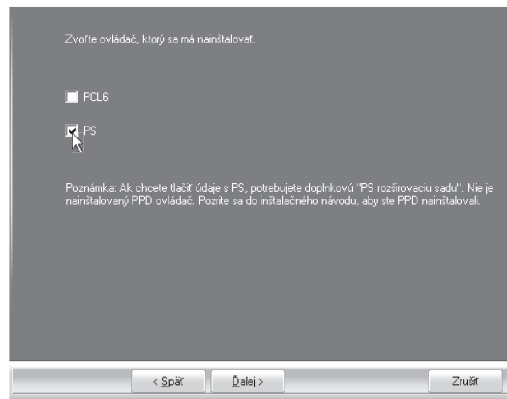 Zvoľte ovládač, ktorý sa má nainštalovať.
PCL6
PS
Poznámka: Ak chcete tlačiť údaje s PS, potrebujete doplnkovú "PS rozširovaciu sadu". Nie je
nainštalovaný PPD ovládač. Pozrite sa do inštalačného návodu, aby ste PPD nainštalovali.
< Späť
Ďalej >
Zrušiť